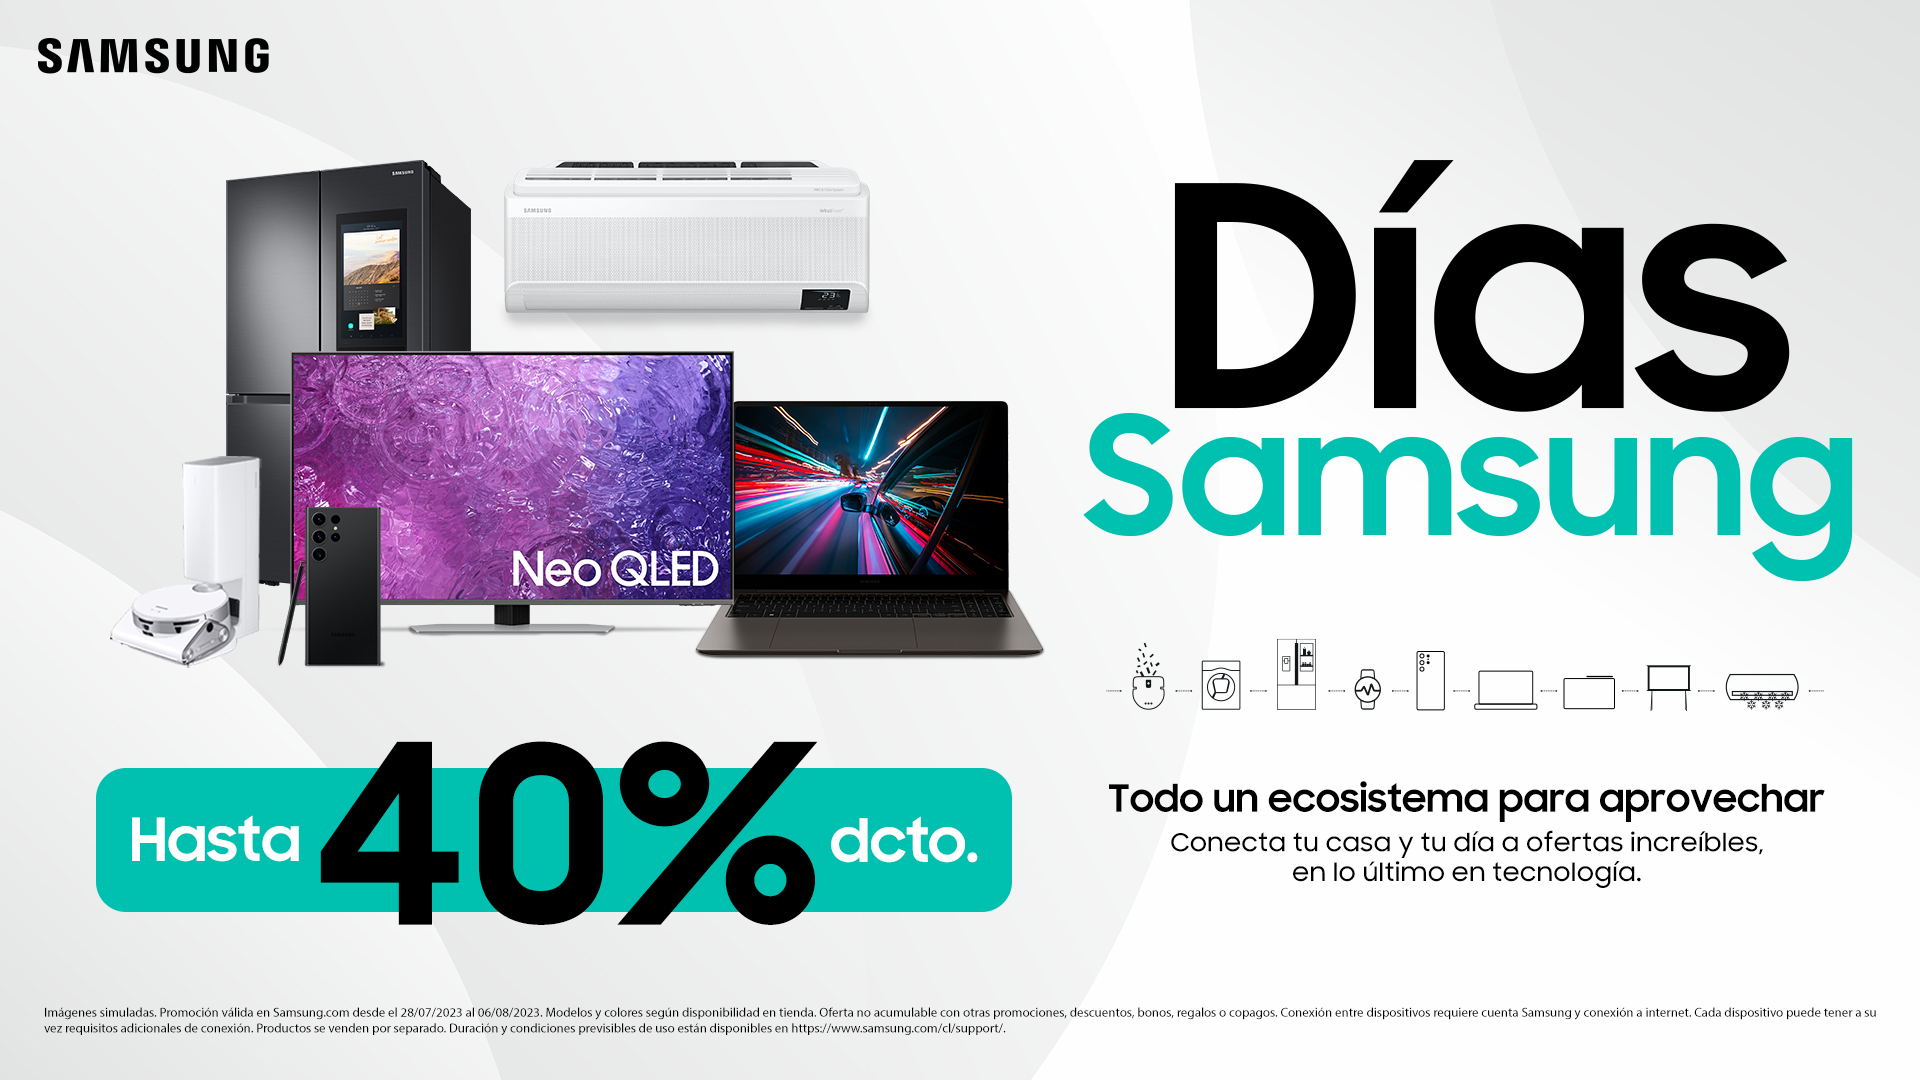 SAMSUNG
SAMSUNG
SAMSUNG
23
Neo QLED
SAMSUNG
Días
Samsung
Hasta 40% dcto.
Todo un ecosistema para aprovechar
Conecta tu casa y tu día a ofertas increíbles,
en lo último en tecnología.
Imágenes simuladas. Promoción válida en Samsung.com desde el 28/07/2023 al 06/08/2023. Modelos y colores según disponibilidad en tienda. Oferta no acumulable con otras promociones, descuentos, bonos, regalos o copagos. Conexión entre dispositivos requiere cuenta Samsung y conexión a internet. Cada dispositivo puede tener a su
vez requisitos adicionales de conexión. Productos se venden por separado. Duración y condiciones previsibles de uso están disponibles en https://www.samsung.com/cl/support/.